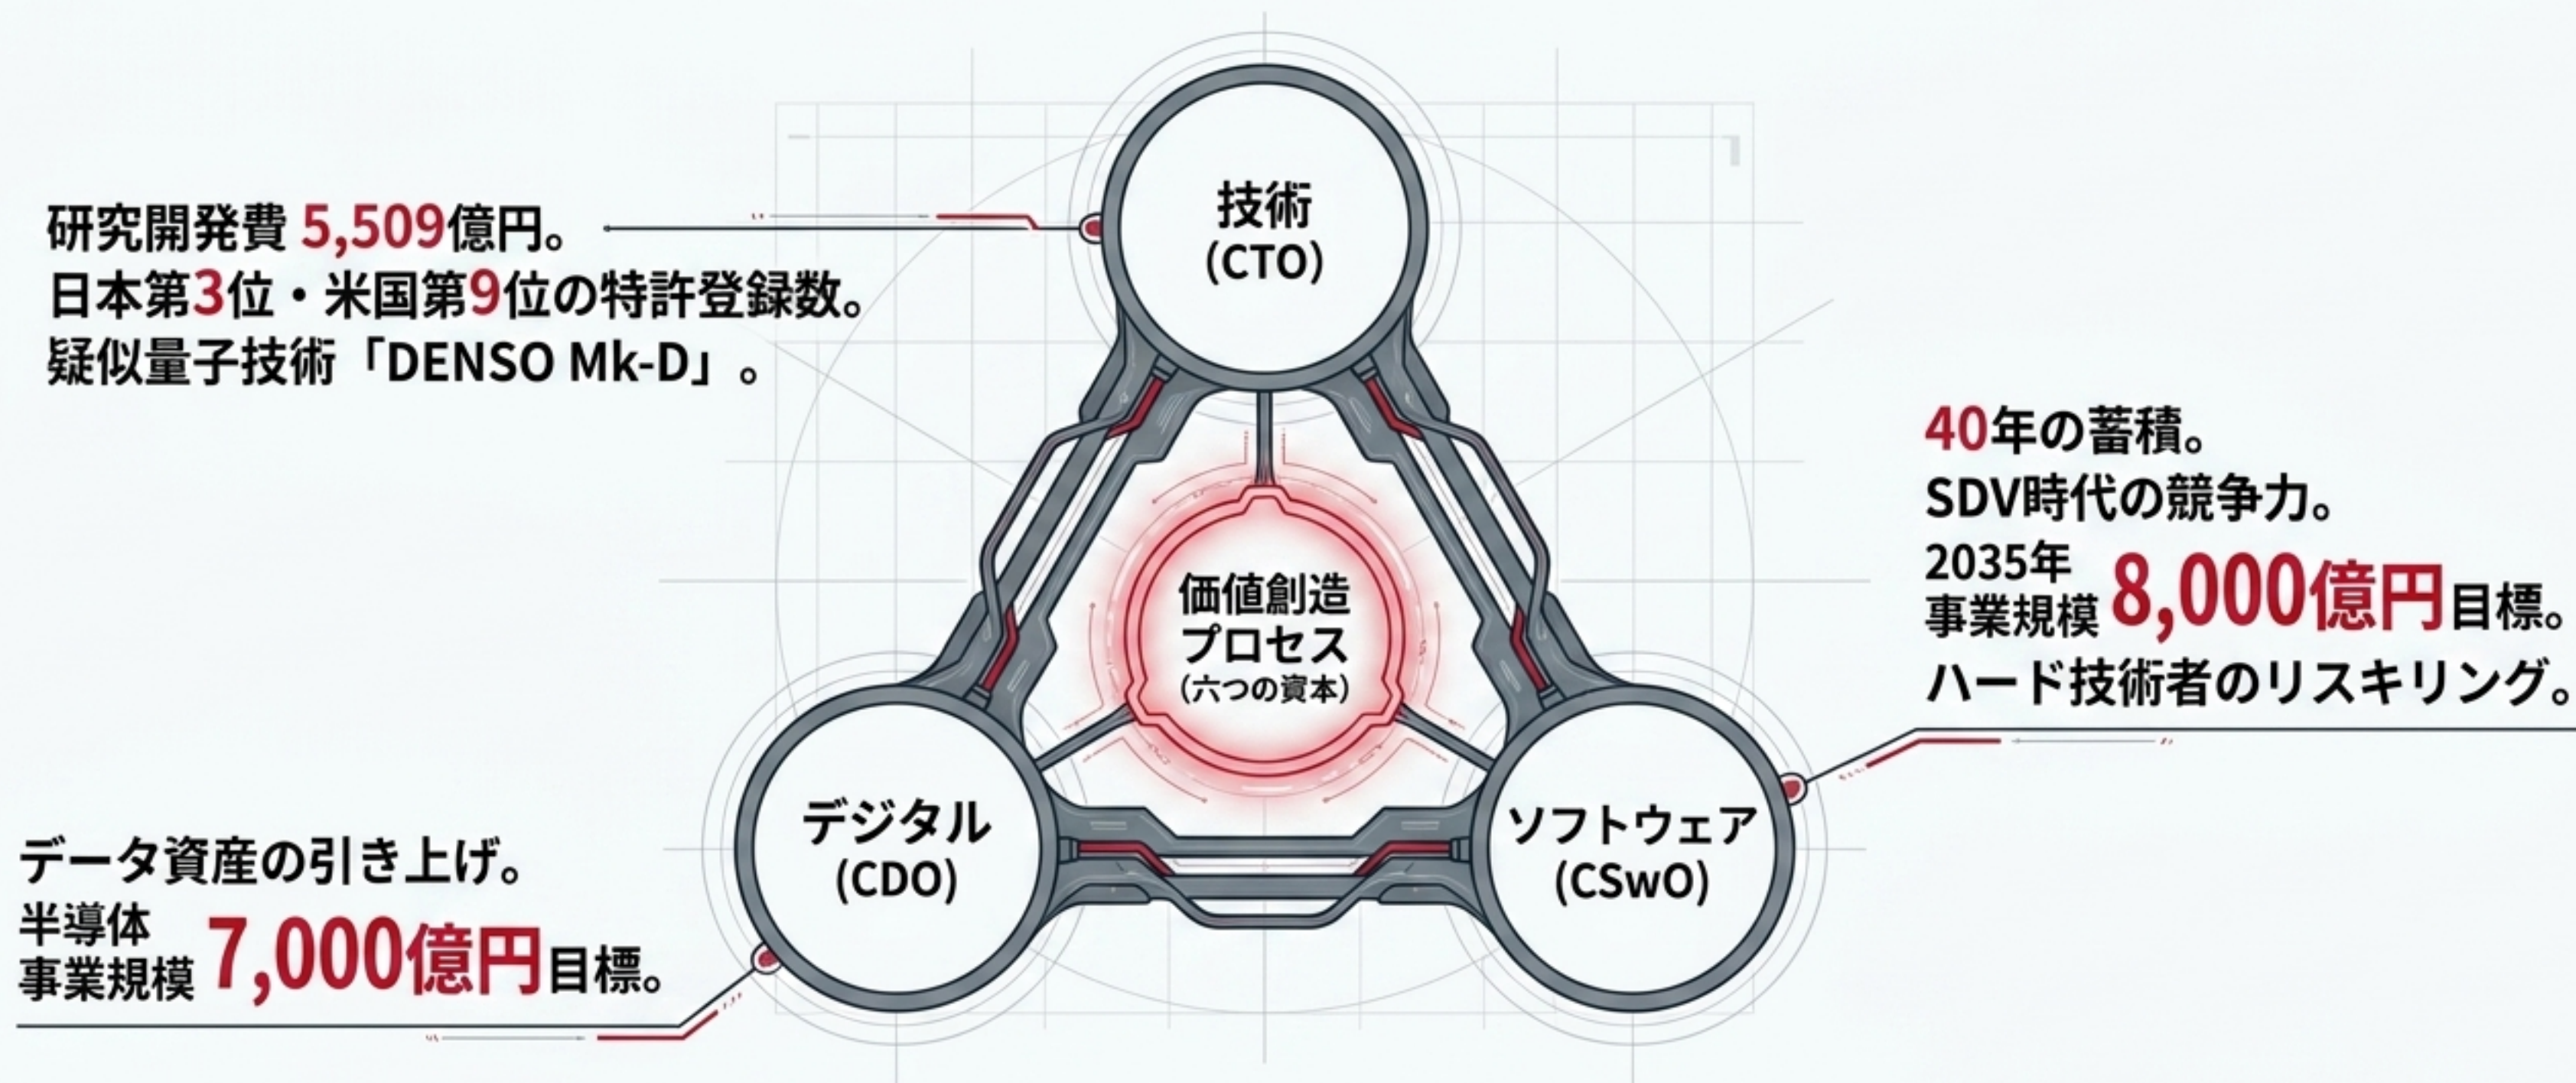 研究開発費 5,509億円。
日本第3位・米国第9位の特許登録数。
疑似量子技術「DENSO Mk-D」。
技術
(CTO)
40年の蓄積。
SDV時代の競争力。
2035年
事業規模 8,000億円目標。
ハード技術者のリスキリング。
価値創造
プロセス
(六つの資本)
データ資産の引き上げ。
半導体
事業規模 7,000億円目標。
デジタル
(CDO)
ソフトウェア
(CSwO)